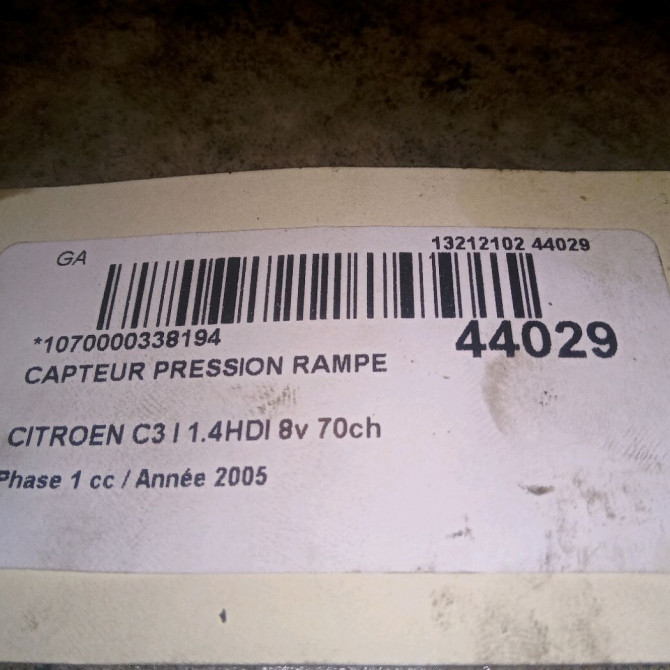 GA
13212102 44029
*1070000338194
44029
CAPTEUR PRESSION RAMPE
CITROEN C3 I 1.4HDI 8v 70ch
Phase 1 cc / Année 2005